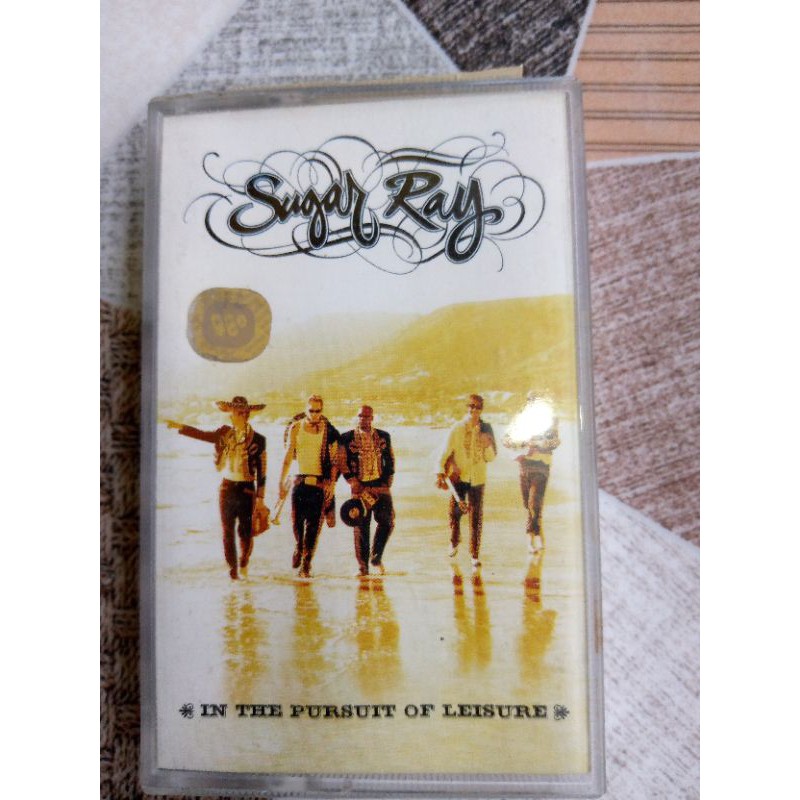 Sugar Ray
IN THE PURSUIT OF LEISURE